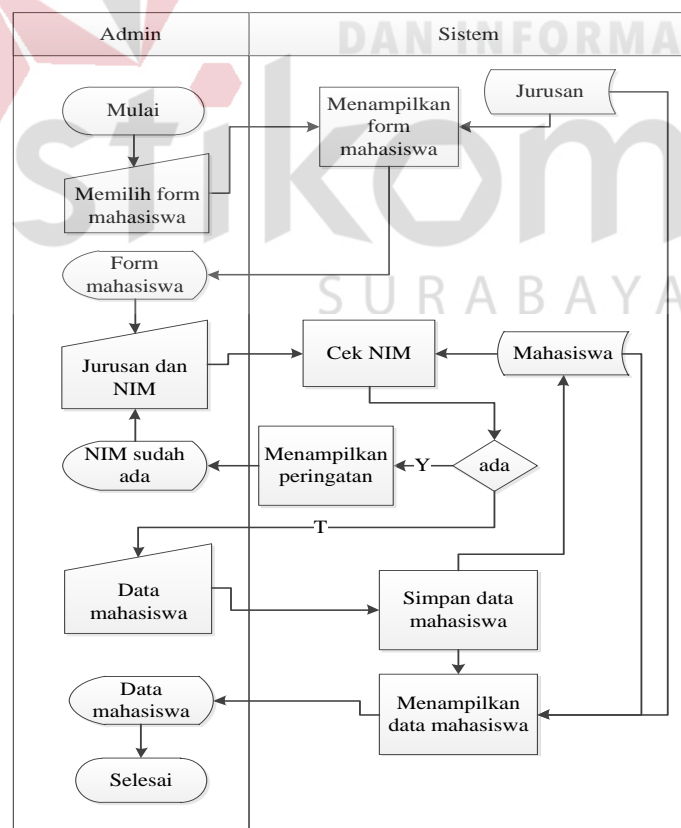 Admin
Sistem
DAN INFORMA
Mulai
Menampilkan
form
mahasiswa
Jurusan
Memilih form
mahasiswa
stikom
SURABAYA
Form
mahasiswa
Jurusan dan
NIM
Cek NIM
Mahasiswa
NIM sudah
ada
Menampilkan
peringatan
Y
ada
T
Data
mahasiswa
Simpan data
mahasiswa
Data
mahasiswa
Menampilkan
data mahasiswa
Selesai